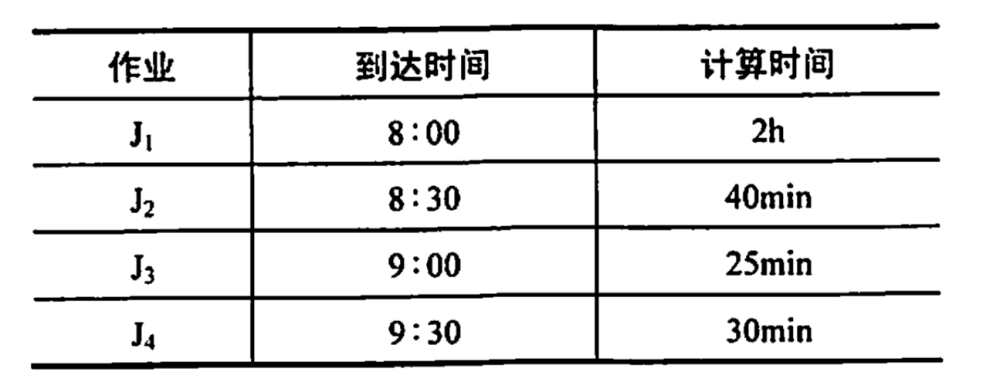 作业 到达时间 计算时间
J₁ 8:00 2h
J₂ 8:30 40min
J₃ 9:00 25min
J₄ 9:30 30min